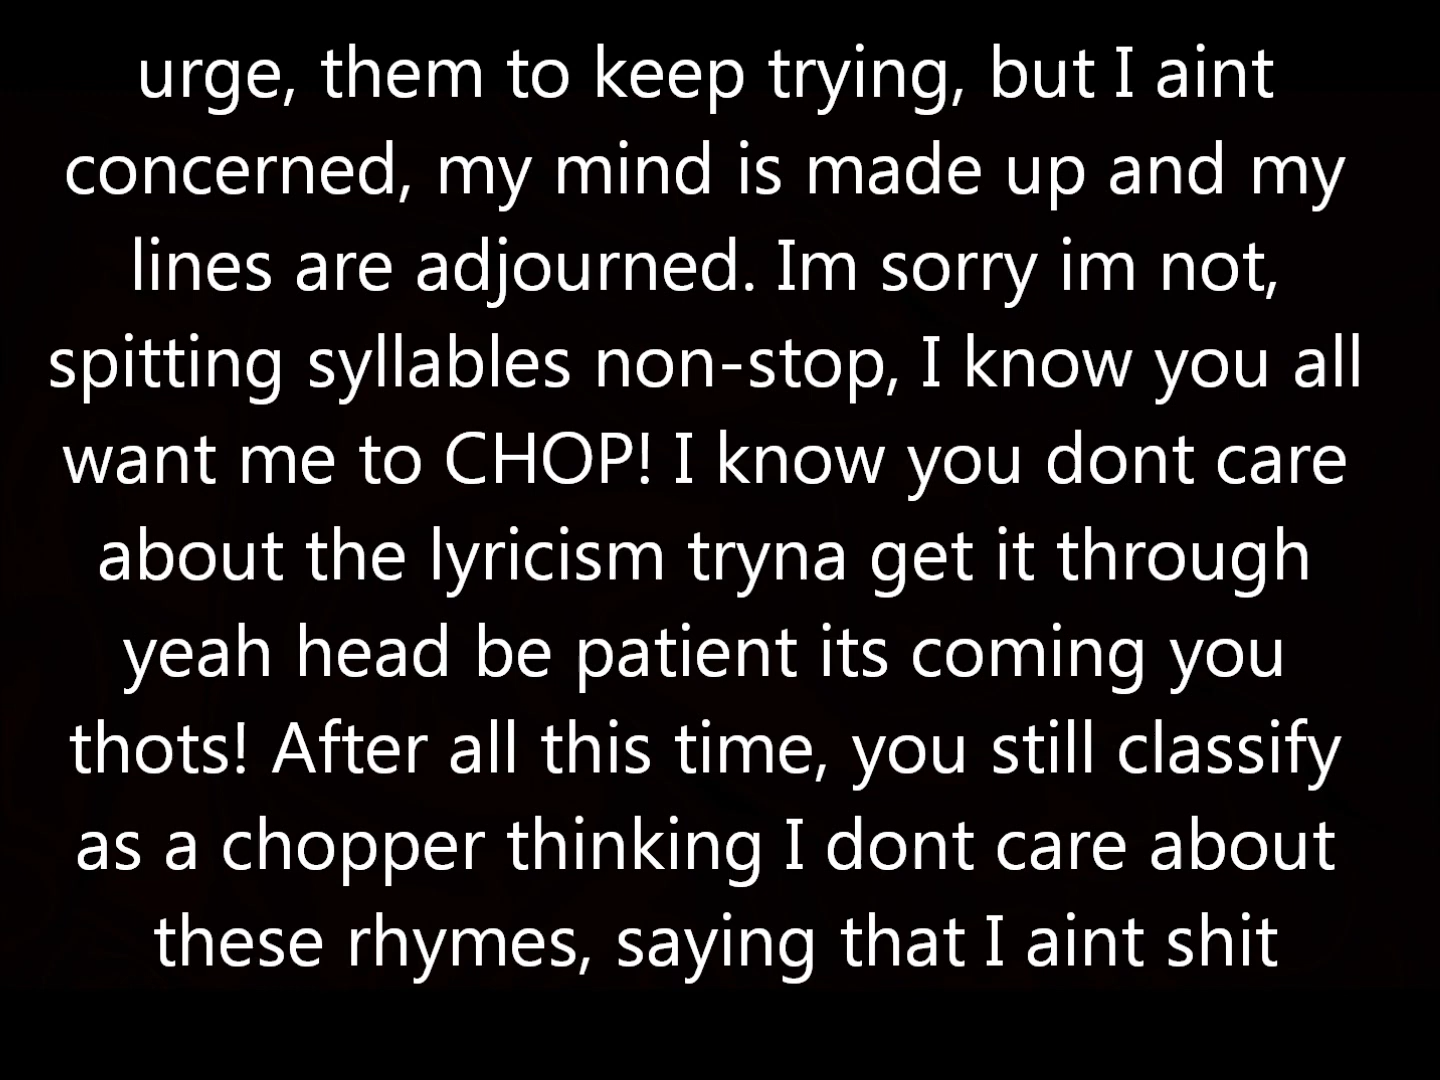 urge, them to keep trying, but I aint
concerned, my mind is made up and my
lines are adjourned. Im sorry im not,
spitting syllables non-stop, I know you all
want me to CHOP! I know you dont care
about the lyricism tryna get it through
yeah head be patient its coming you
thots! After all this time, you still classify
as a chopper thinking I dont care about
these rhymes, saying that I aint shit